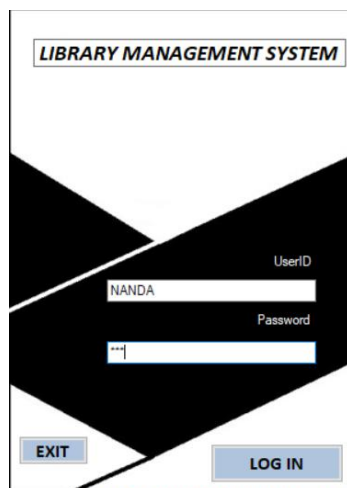 LIBRARY MANAGEMENT SYSTEM
UserID
NANDA
Password
***
EXIT
LOG IN